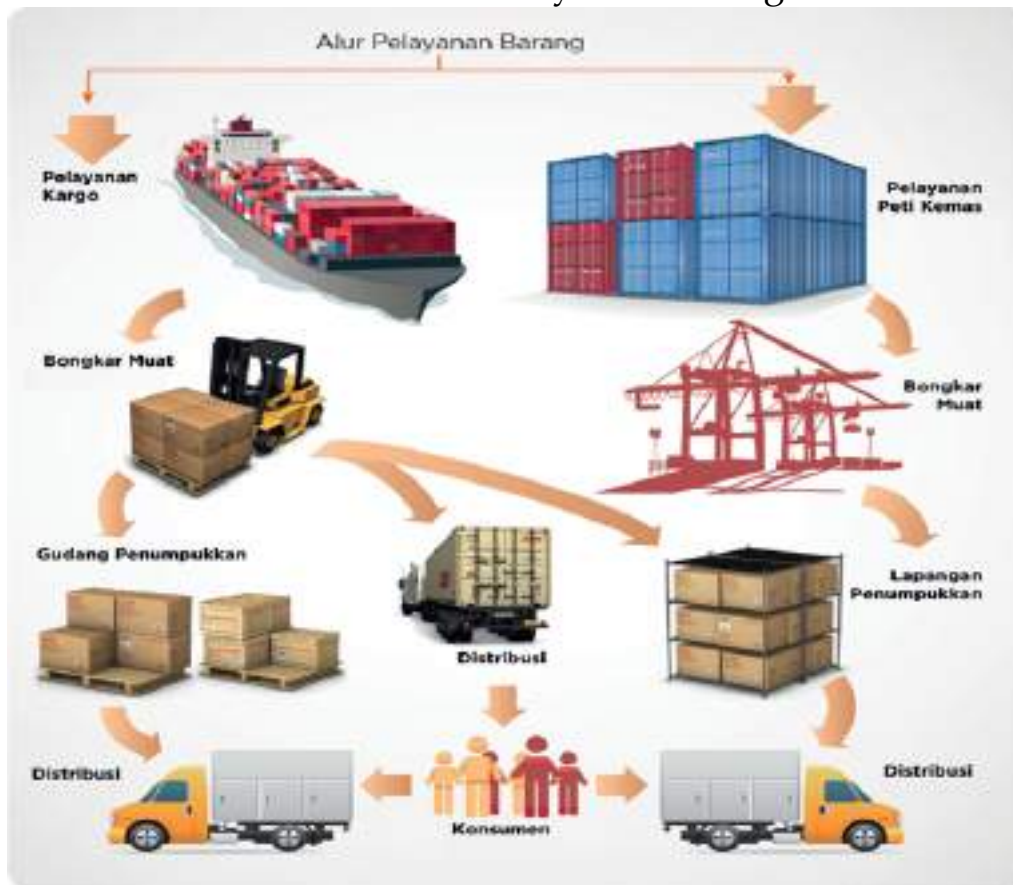 Alur Pelayanan Barang
Pelayanan
Kargo
Pelayanan
Peti Kemas
Bongkar Muat
Bongkar
Muat
Gudang Penumpukkan
Lapangan
Penumpukkan
Distribusi
Distribusi
Konsumen
Distribusi